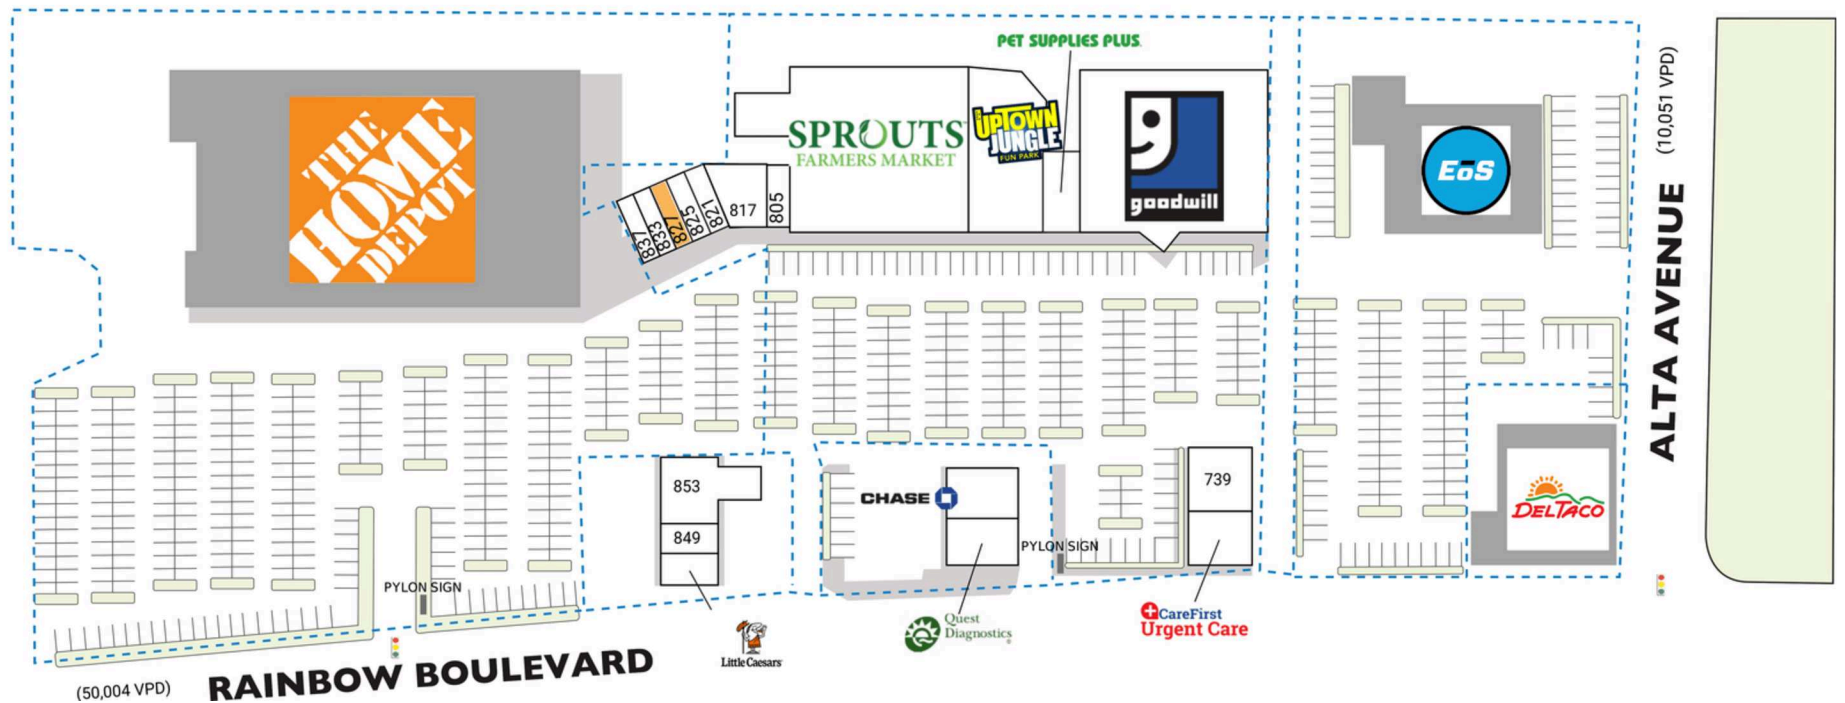 PET SUPPLIES PLUS.
THE
HOME
DEPOT
SPROUTS
FARMERS MARKET
UPTOWN
JUNGLE
FUN PARK
goodwill
EōS
(10,051 VPD)
ALTA AVENUE
837
833
827
825
821
817
805
853
849
CHASE
739
PYLON SIGN
PYLON SIGN
DEL TACO
Little Caesars
Quest
Diagnostics
CareFirst
Urgent Care
(50,004 VPD)
RAINBOW BOULEVARD